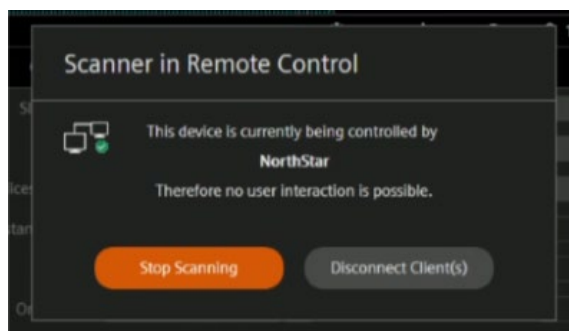 Scanner in Remote Control
This device is currently being controlled by
NorthStar
Therefore no user interaction is possible.
Stop Scanning
Disconnect Client(s)